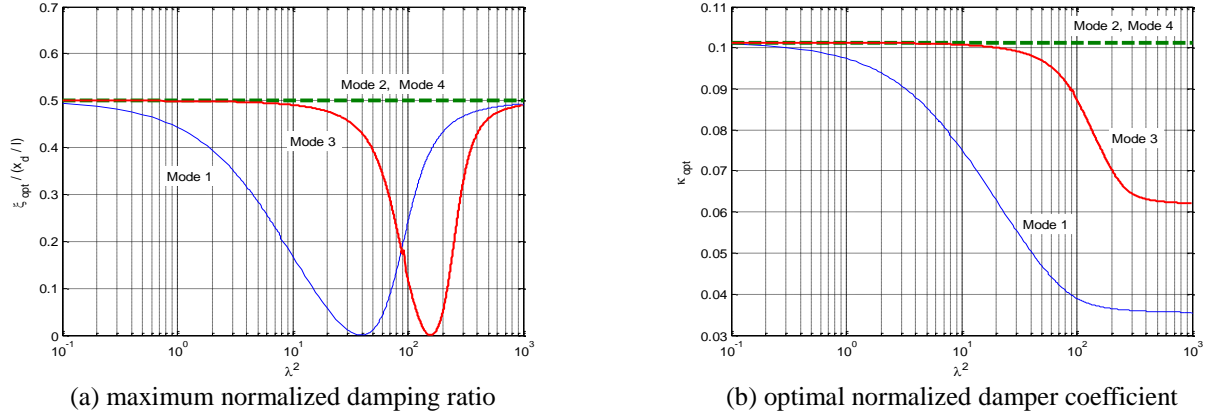 0.7
0.6
0.5
0.4
0.3
0.2
0.1
0
ξ opt / (x d / l)
Mode 2, Mode 4
Mode 3
Mode 1
10⁻¹ 10⁰ 10¹ 10² 10³
λ²
(a) maximum normalized damping ratio
0.11
0.1
0.09
0.08
0.07
0.06
0.05
0.04
0.03
κ opt
Mode 2, Mode 4
Mode 3
Mode 1
10⁻¹ 10⁰ 10¹ 10² 10³
λ²
(b) optimal normalized damper coefficient